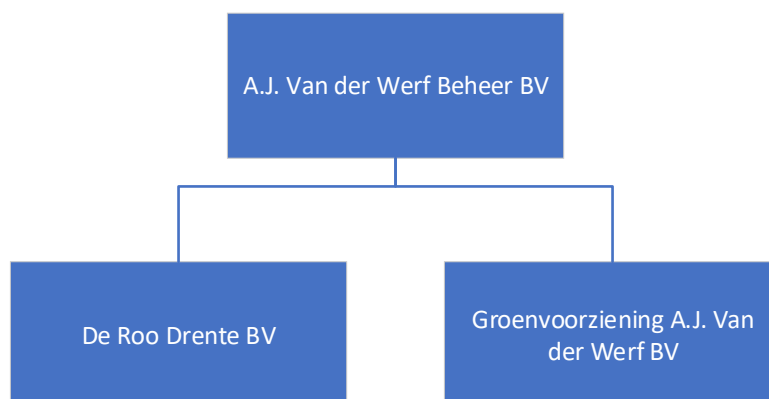 A.J. Van der Werf Beheer BV
De Roo Drente BV
Groenvoorziening A.J. Van
der Werf BV